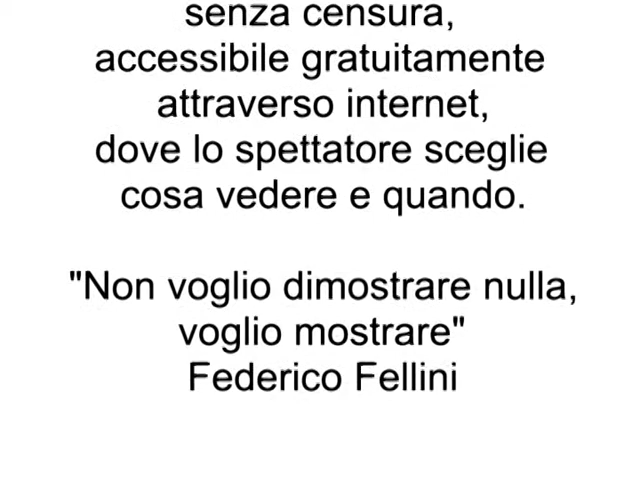 senza censura,
accessibile gratuitamente
attraverso internet,
dove lo spettatore sceglie
cosa vedere e quando.
"Non voglio dimostrare nulla,
voglio mostrare"
Federico Fellini